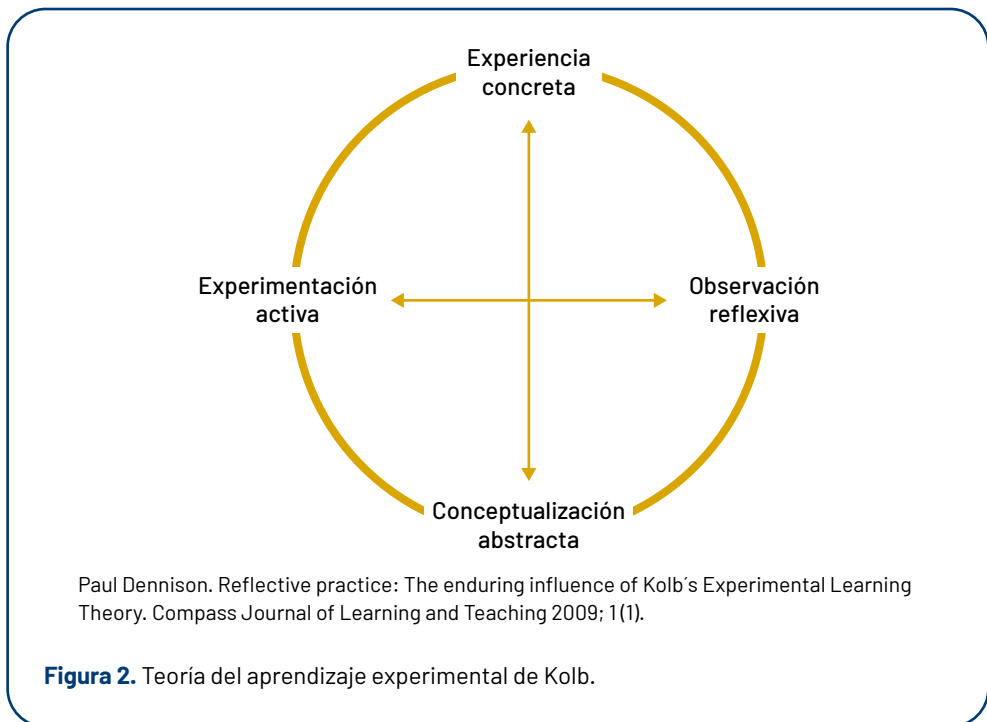 Experiencia
concreta
Experimentación
activa
Observación
reflexiva
Conceptualización
abstracta
Paul Dennison. Reflective practice: The enduring influence of Kolb´s Experimental Learning
Theory. Compass Journal of Learning and Teaching 2009; 1 (1).
Figura 2. Teoría del aprendizaje experimental de Kolb.